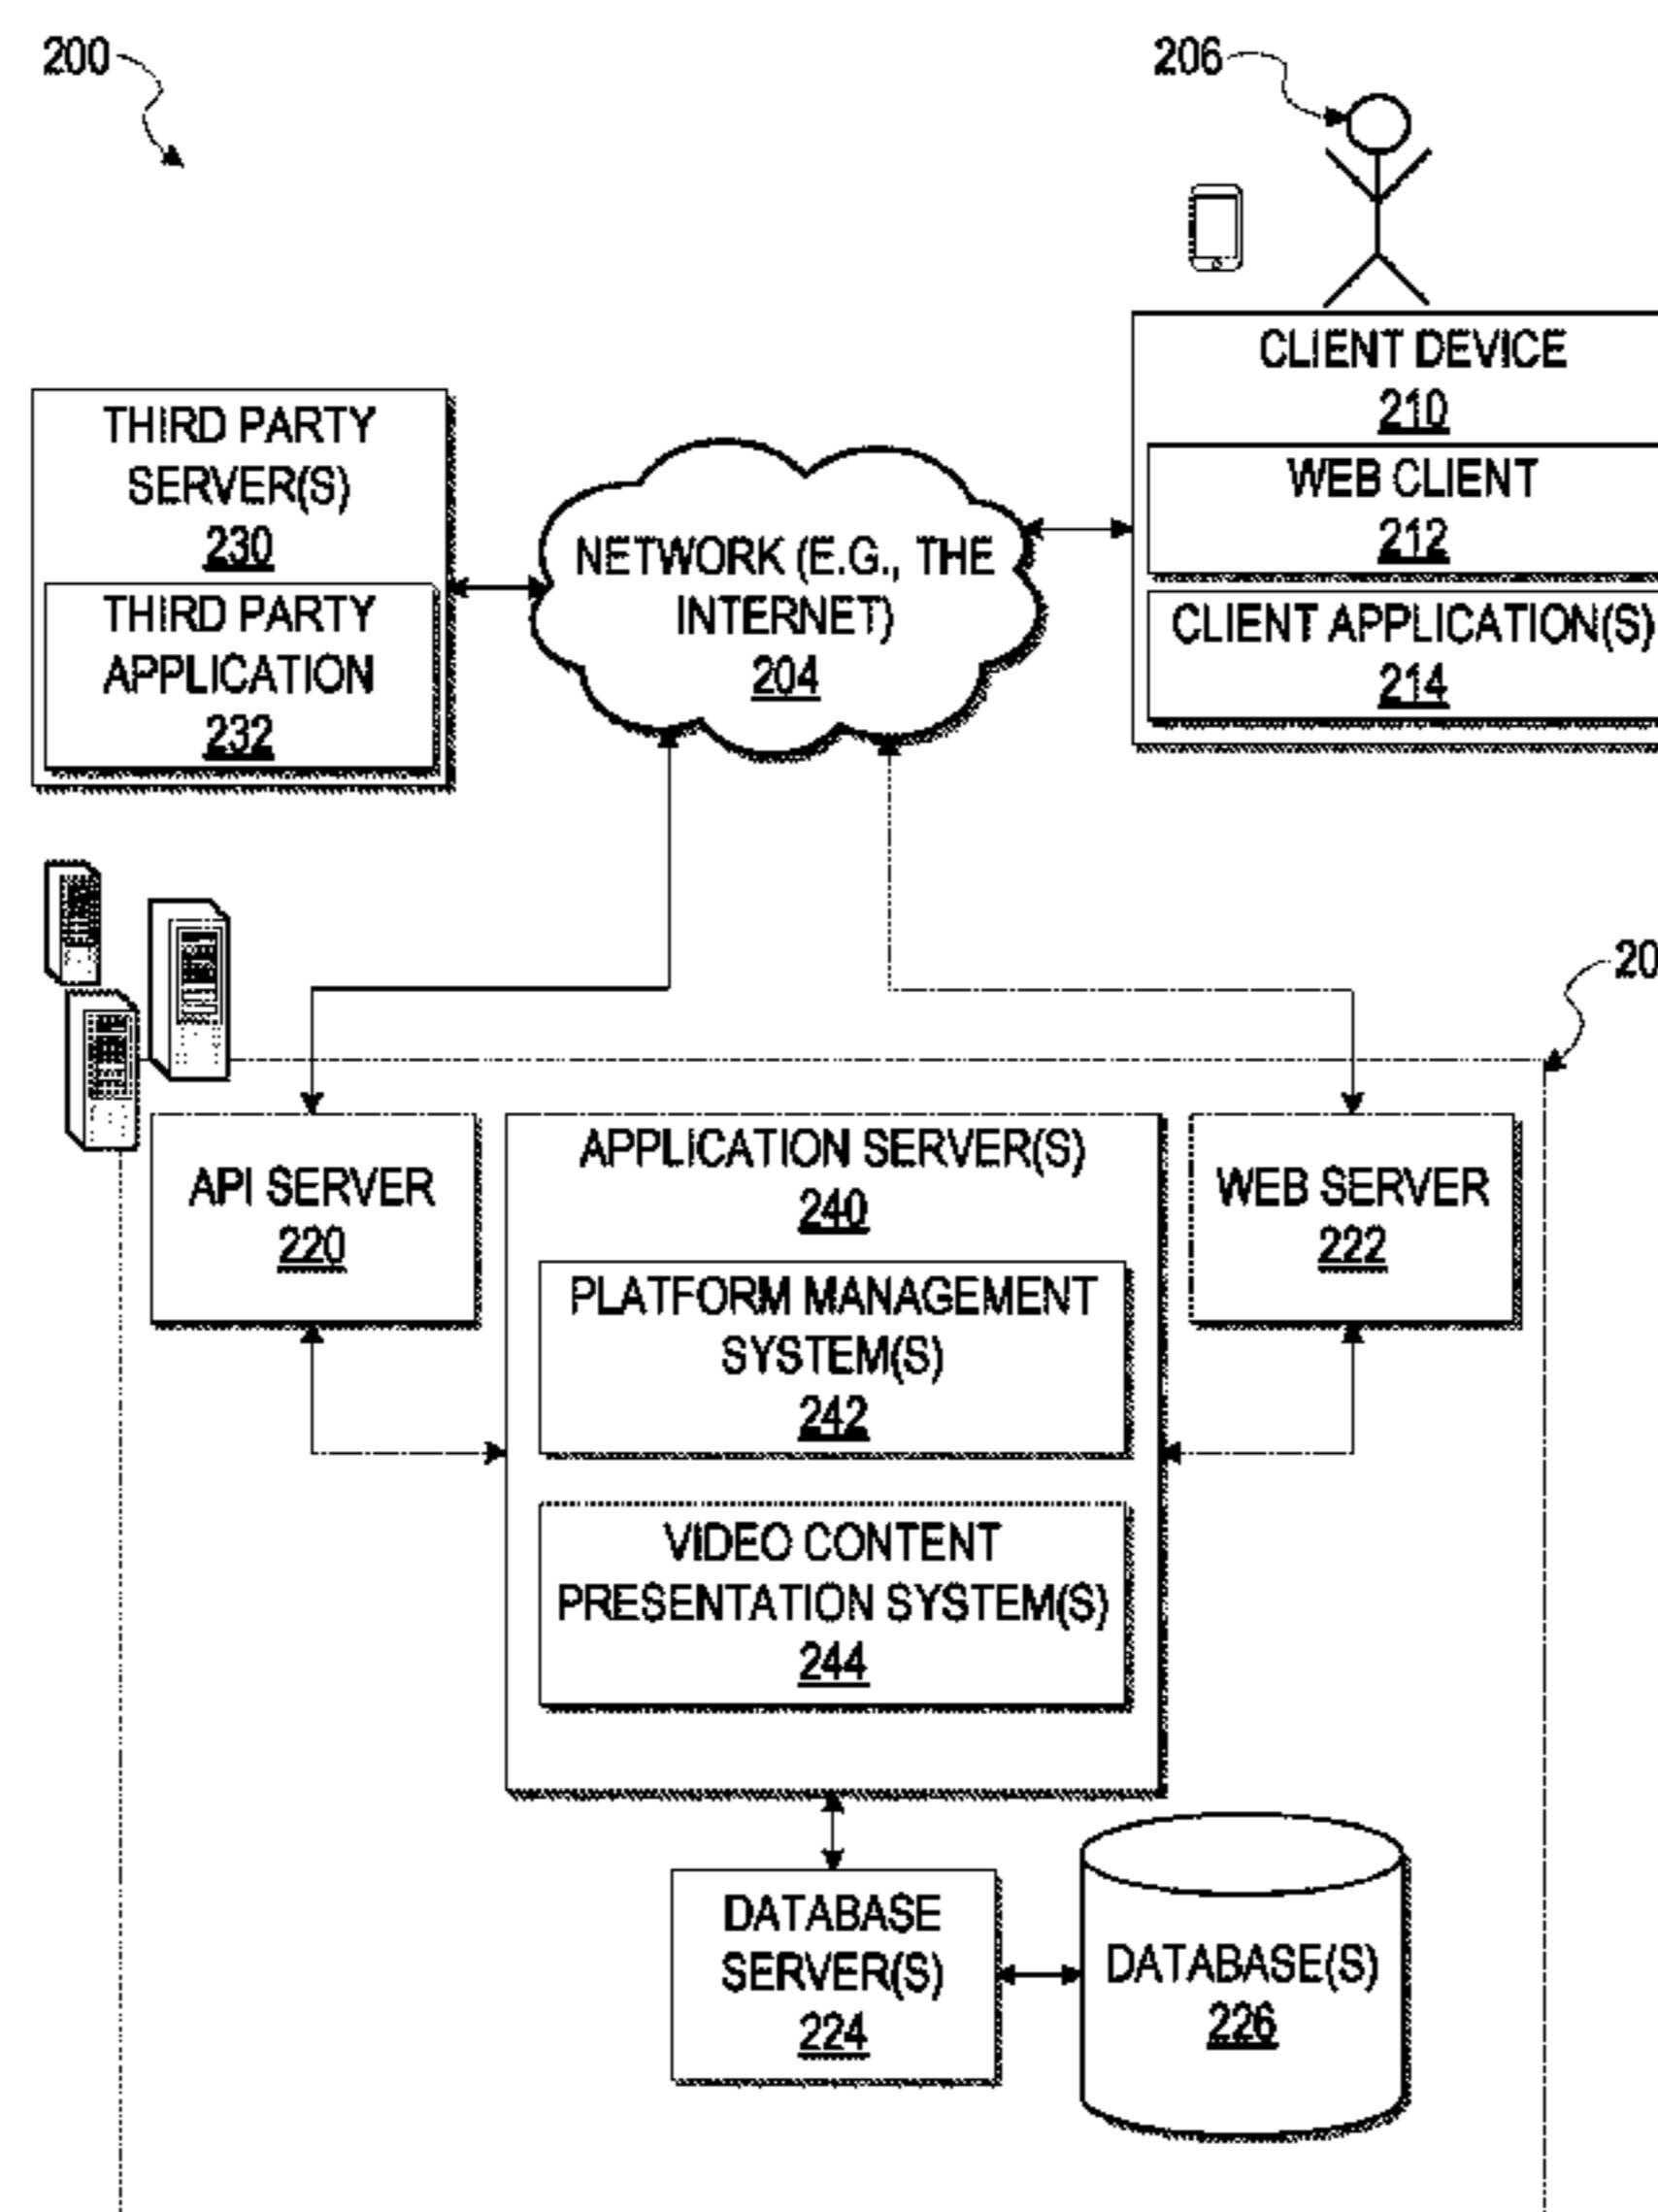 200
206
CLIENT DEVICE
210
WEB CLIENT
212
CLIENT APPLICATION(S)
214
THIRD PARTY
SERVER(S)
230
THIRD PARTY
APPLICATION
232
NETWORK (E.G., THE
INTERNET)
204
20
API SERVER
220
APPLICATION SERVER(S)
240
PLATFORM MANAGEMENT
SYSTEM(S)
242
VIDEO CONTENT
PRESENTATION SYSTEM(S)
244
WEB SERVER
222
DATABASE
SERVER(S)
224
DATABASE(S)
226